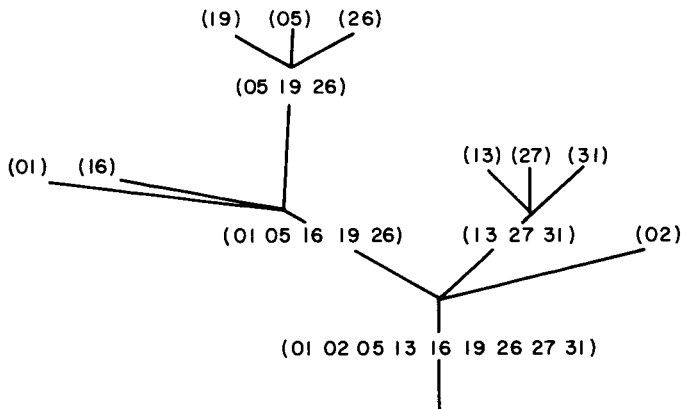 (19) (05) (26)
(05 19 26)
(01) (16) (13) (27) (31)
(01 05 16 19 26) (13 27 31) (02)
(01 02 05 13 16 19 26 27 31)